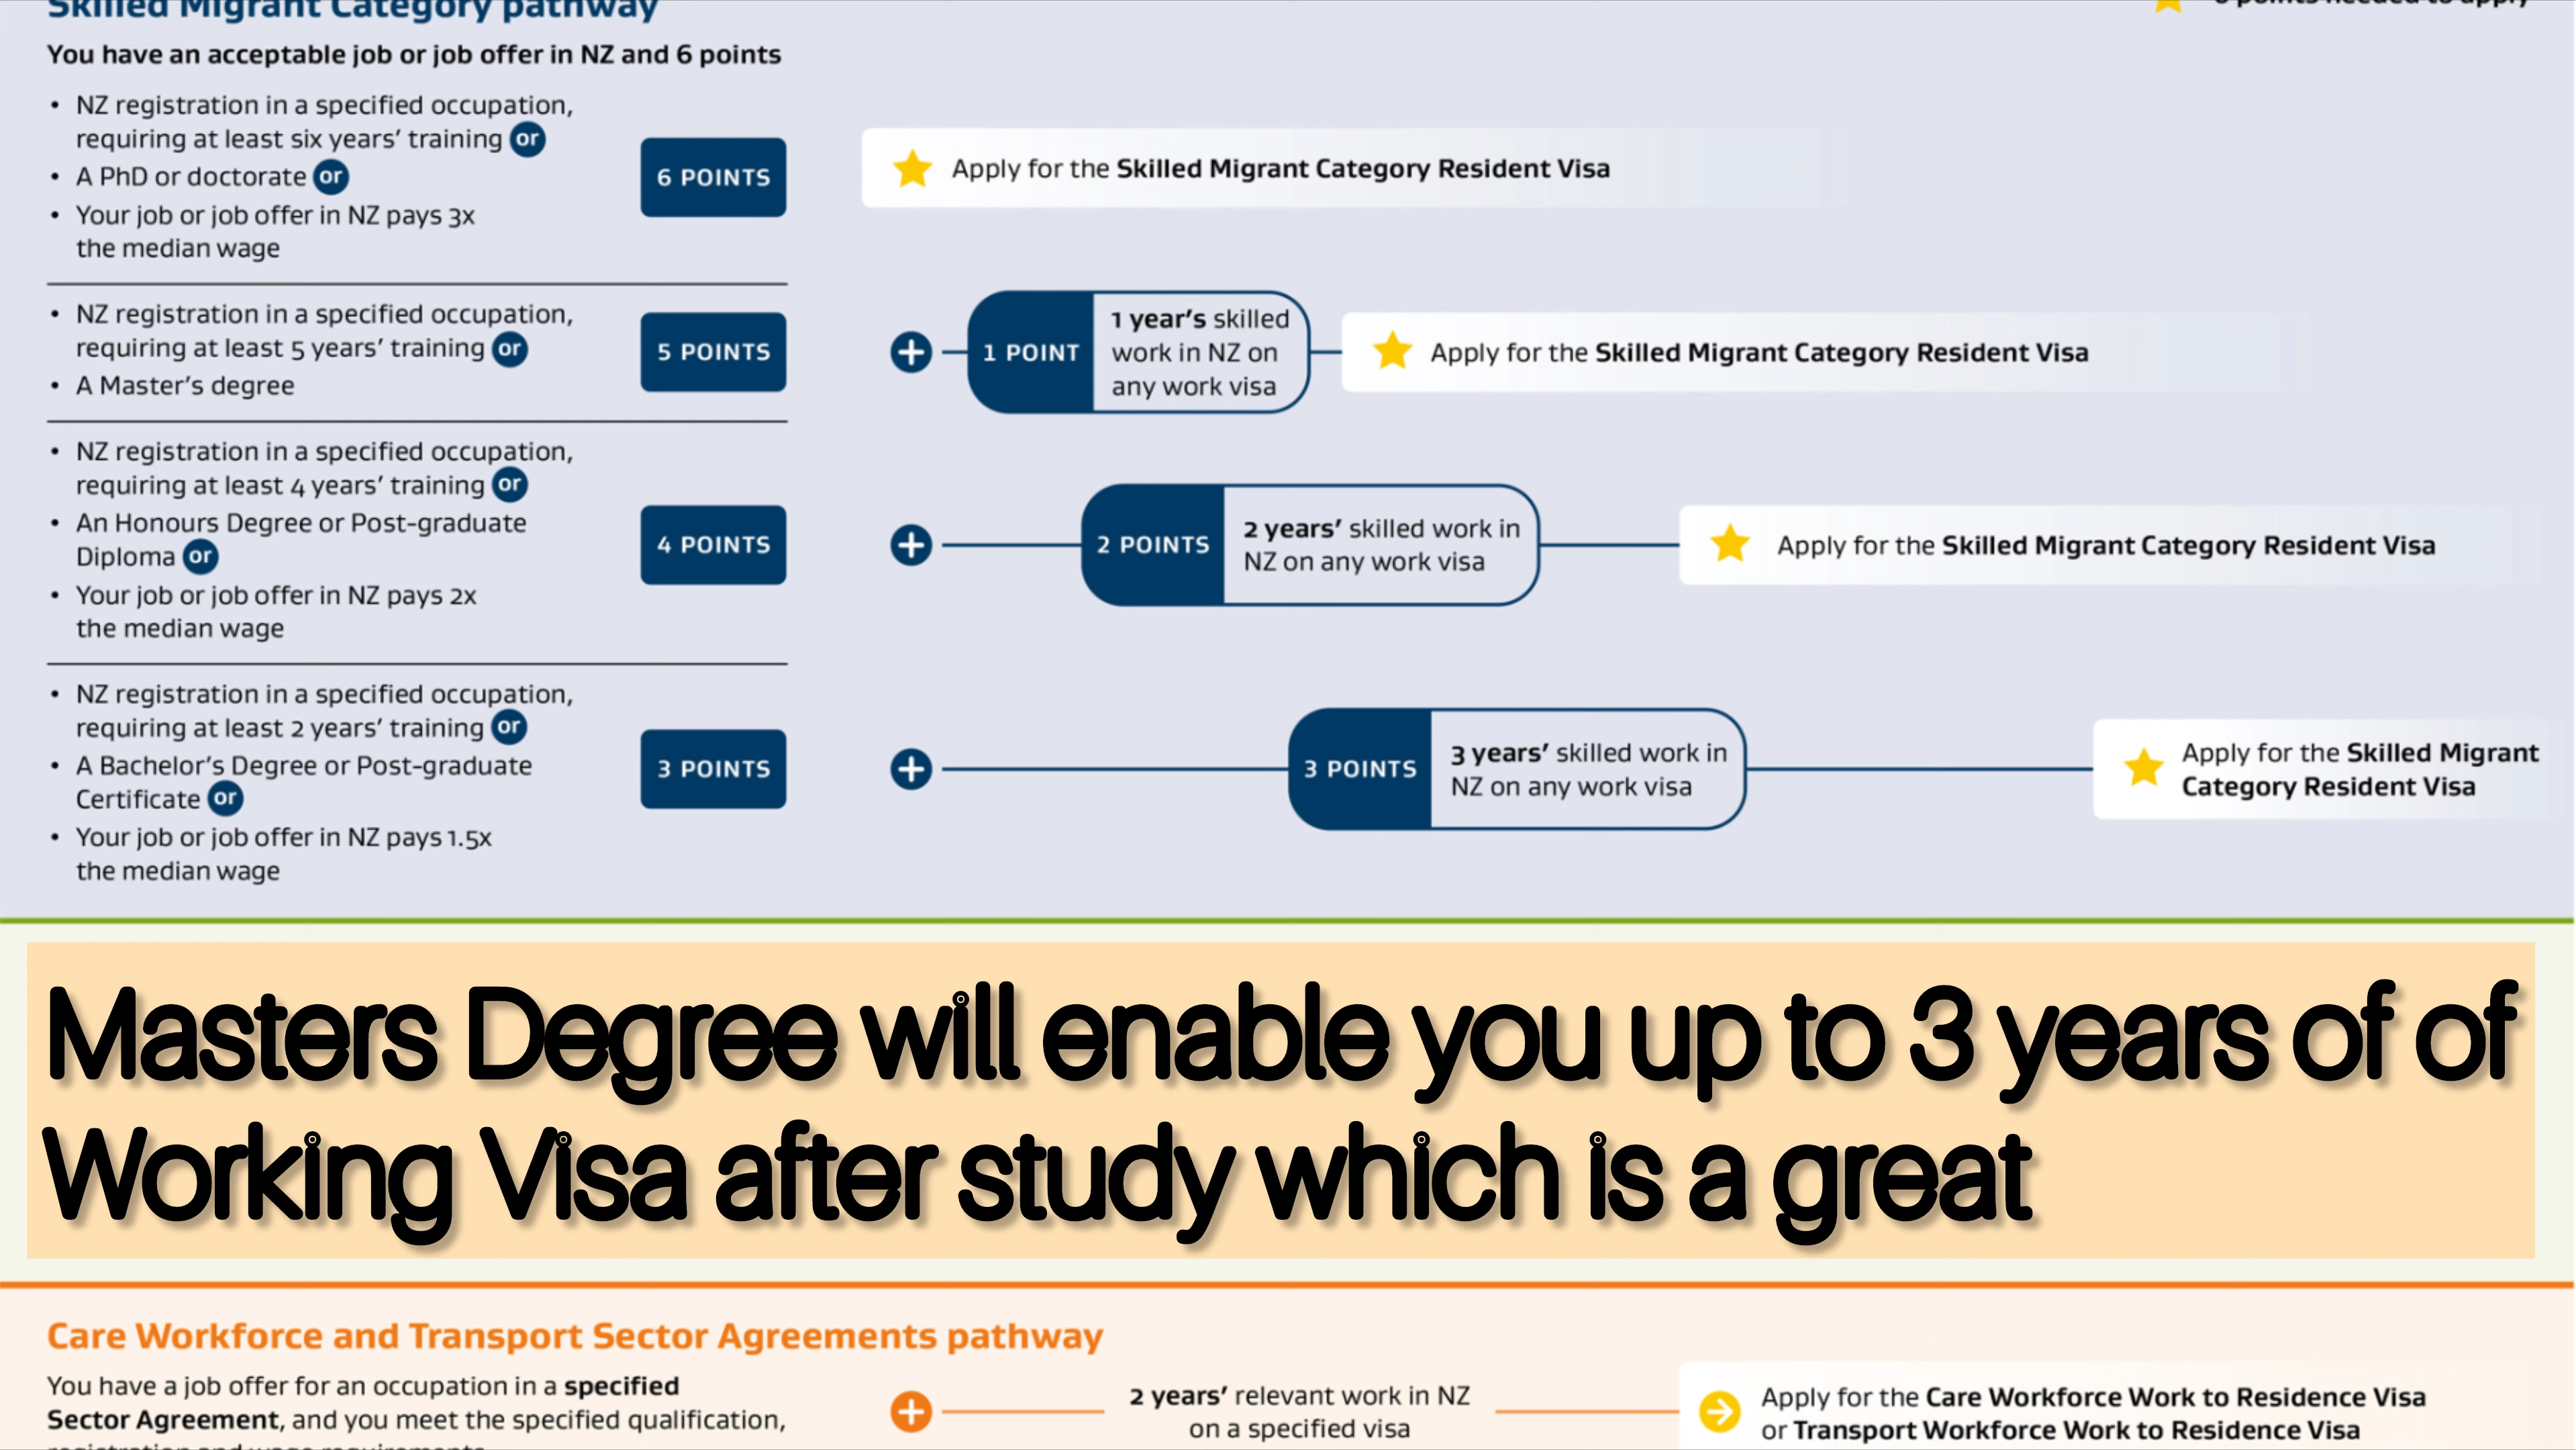 Skilled Migrant Category pathway
6 points needed to apply
You have an acceptable job or job offer in NZ and 6 points
• NZ registration in a specified occupation,
requiring at least six years' training or
• A PhD or doctorate or
• Your job or job offer in NZ pays 3x
the median wage
6 POINTS
Apply for the Skilled Migrant Category Resident Visa
• NZ registration in a specified occupation,
requiring at least 5 years' training or
• A Master's degree
5 POINTS
1 POINT
1 year's skilled
work in NZ on
any work visa
Apply for the Skilled Migrant Category Resident Visa
• NZ registration in a specified occupation,
requiring at least 4 years' training or
• An Honours Degree or Post-graduate
Diploma or
• Your job or job offer in NZ pays 2x
the median wage
4 POINTS
2 POINTS
2 years' skilled work in
NZ on any work visa
Apply for the Skilled Migrant Category Resident Visa
• NZ registration in a specified occupation,
requiring at least 2 years' training or
• A Bachelor's Degree or Post-graduate
Certificate or
• Your job or job offer in NZ pays 1.5x
the median wage
3 POINTS
3 POINTS
3 years' skilled work in
NZ on any work visa
Apply for the Skilled Migrant
Category Resident Visa
Masters Degree will enable you up to 3 years of of
Working Visa after study which is a great
Care Workforce and Transport Sector Agreements pathway
You have a job offer for an occupation in a specified
Sector Agreement, and you meet the specified qualification,
registration and wage requirements
2 years' relevant work in NZ
on a specified visa
Apply for the Care Workforce Work to Residence Visa
or Transport Workforce Work to Residence Visa